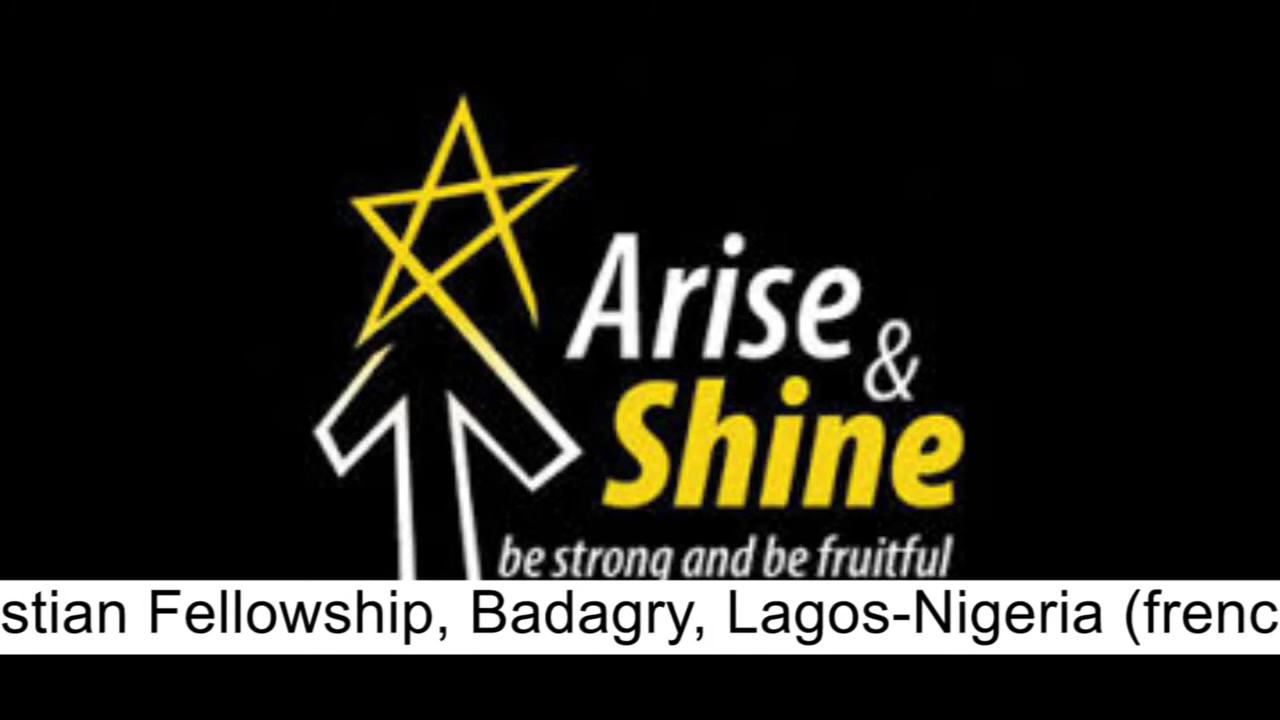 Arise
&
Shine
be strong and be fruitful
stian Fellowship, Badagry, Lagos-Nigeria (frenc